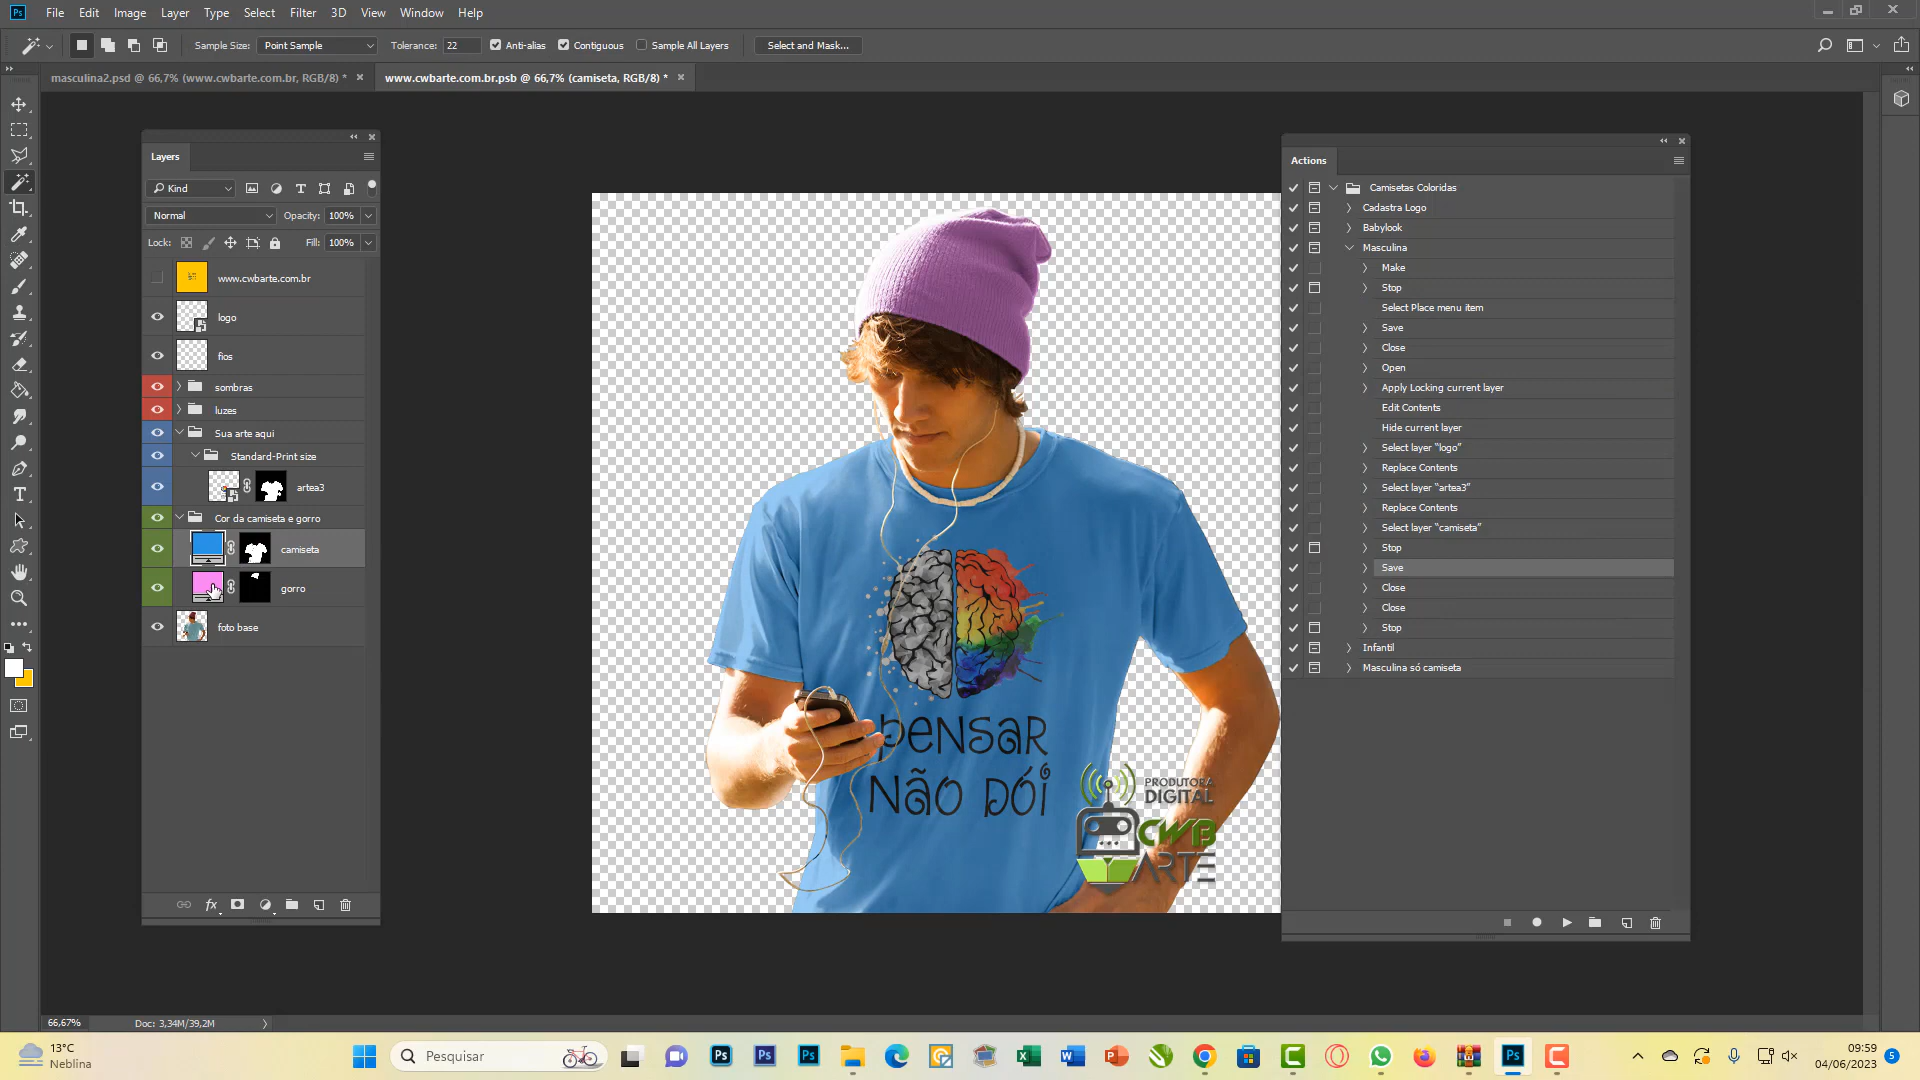 Ps File Edit Image Layer Type Select Filter 3D View Window Help
Sample Size: Point Sample Tolerance: 22 Anti-alias Contiguous Sample All Layers Select and Mask...
masculina2.psd @ 66,7% (www.cwbarte.com.br, RGB/8) * × www.cwbarte.com.br.psb @ 66,7% (camiseta, RGB/8) * ×
Layers
Kind
Normal Opacity: 100%
Lock: Fill: 100%
www.cwbarte.com.br
logo
fios
sombras
luzes
Sua arte aqui
Standard-Print size
artea3
Cor da camiseta e gorro
camiseta
gorro
foto base
fx
PENSAR
NÃO DÓI
PRODUTORA
DIGITAL
CWB
ARTE
Actions
Camisetas Coloridas
Cadastra Logo
Babylook
Masculina
Make
Stop
Select Place menu item
Save
Close
Open
Apply Locking current layer
Edit Contents
Hide current layer
Select layer “logo”
Replace Contents
Select layer “artea3”
Replace Contents
Select layer “camiseta”
Stop
Save
Close
Close
Stop
Infantil
Masculina só camiseta
66,67% Doc: 3,34M/39,2M
13°C
Neblina
Pesquisar
09:59
04/06/2023
5